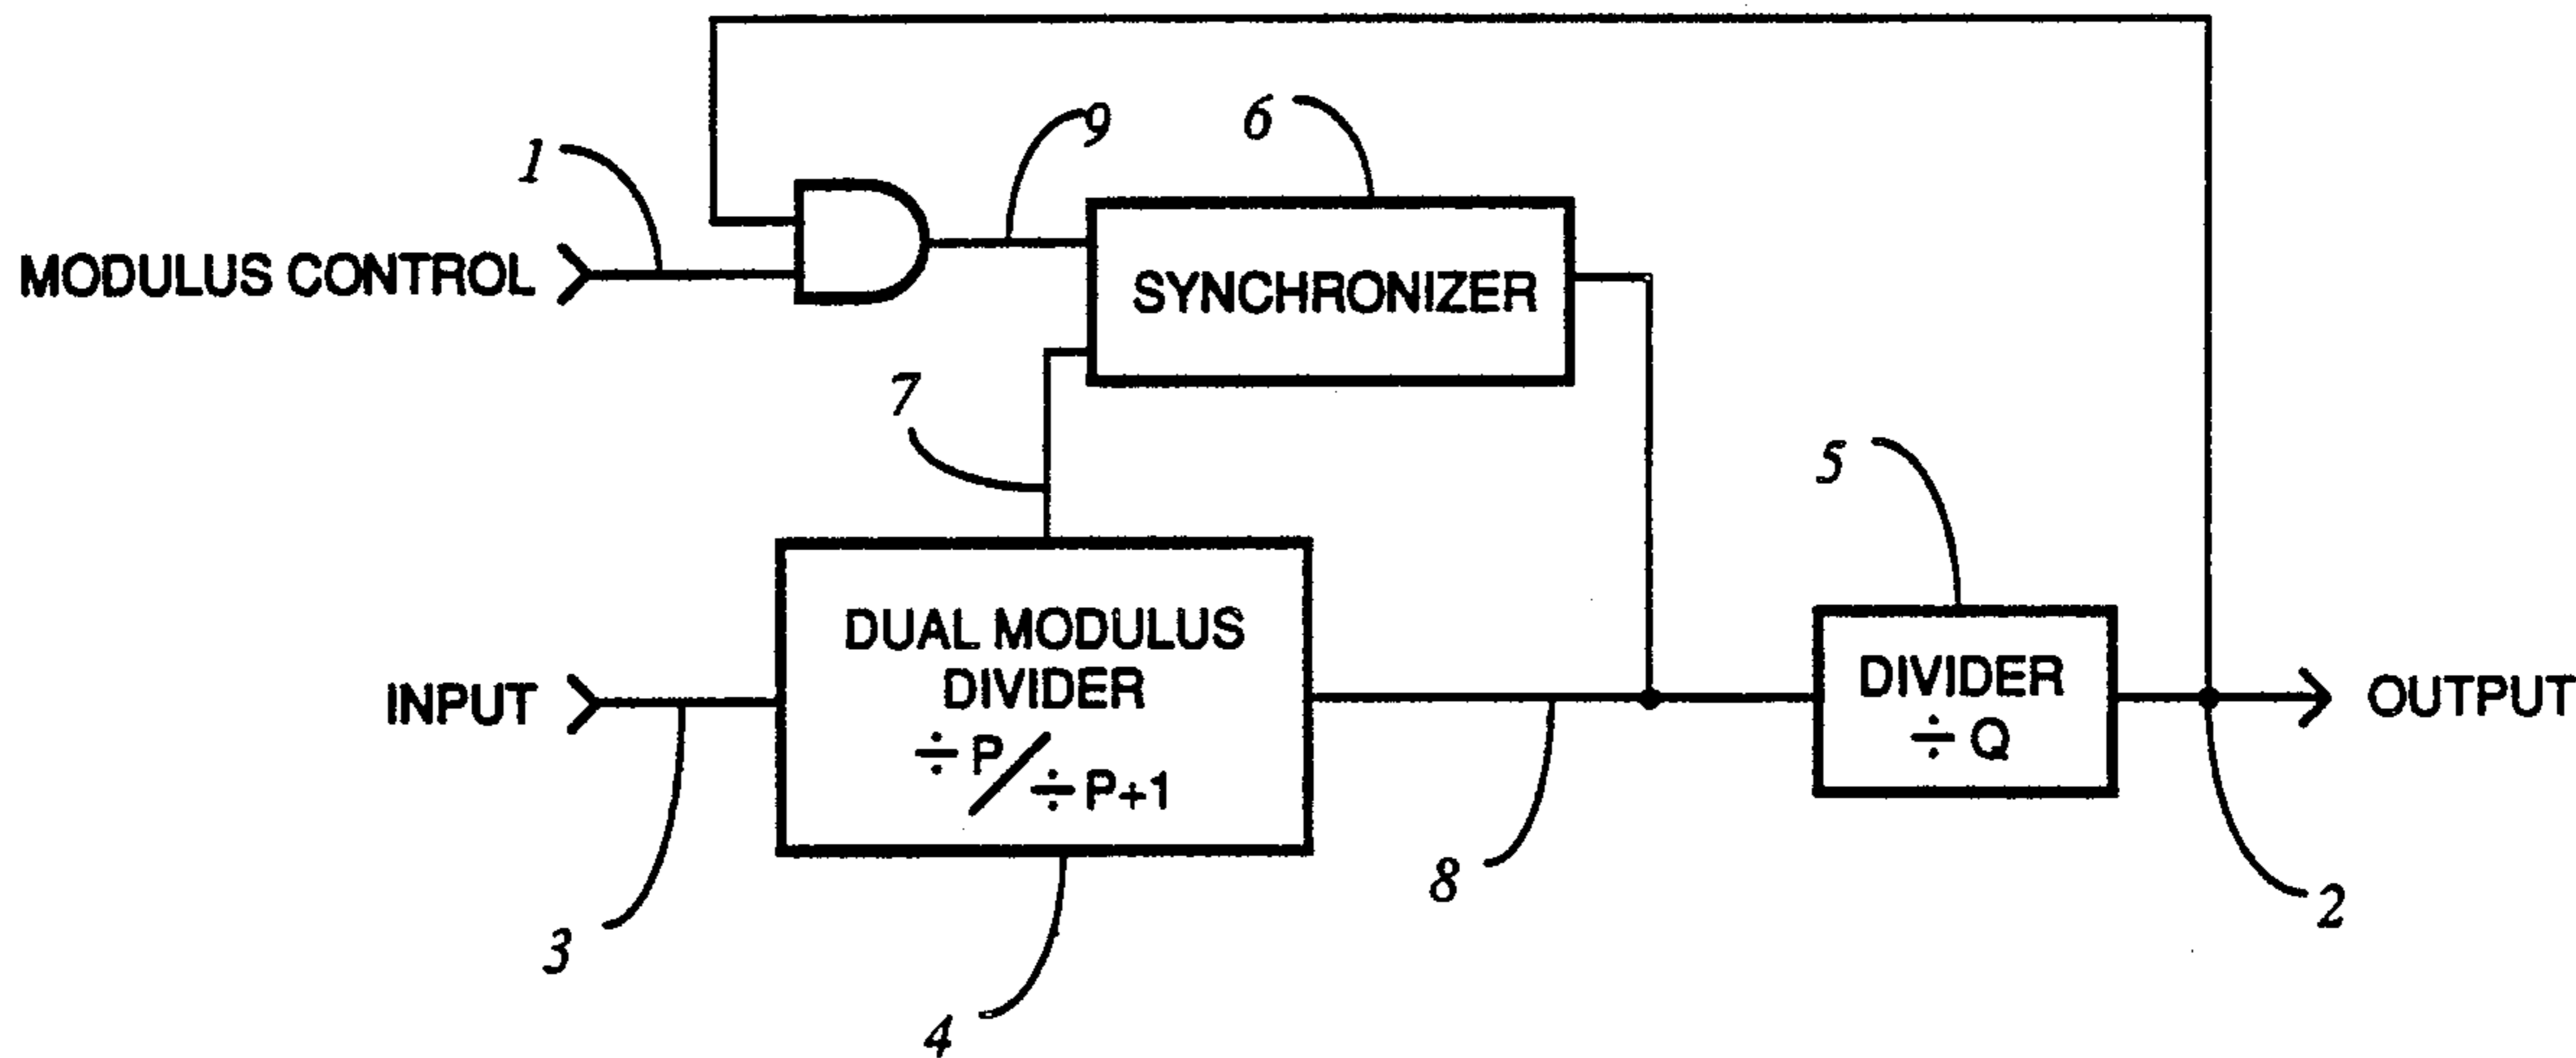 1
9
6
MODULUS CONTROL
SYNCHRONIZER
7
5
INPUT
DUAL MODULUS
DIVIDER
÷ P / ÷ P+1
8
DIVIDER
÷ Q
OUTPUT
2
3
4